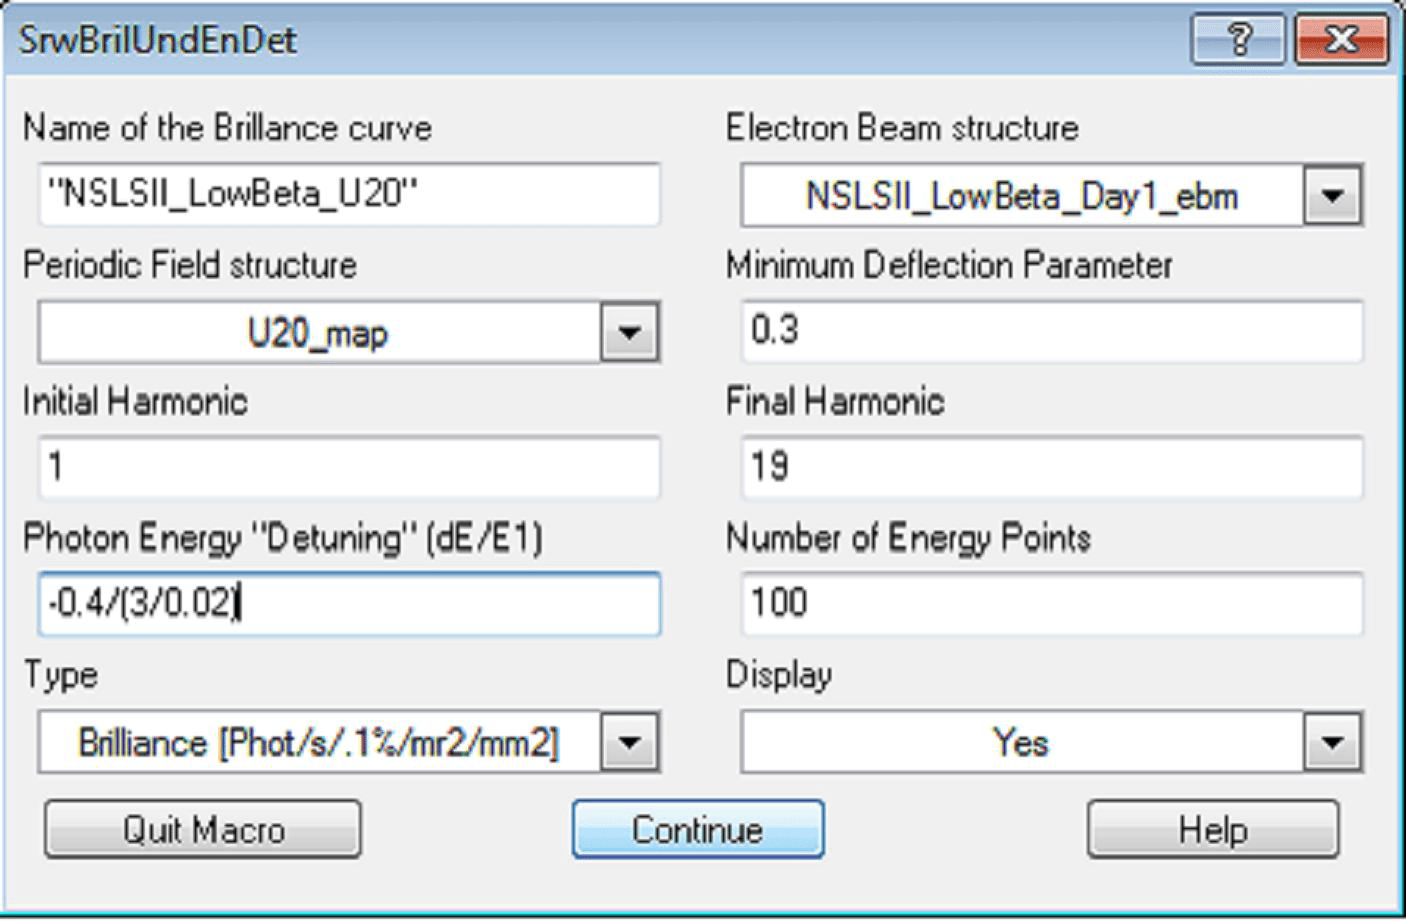 SrwBrilUndEnDet
Name of the Brillance curve
Electron Beam structure
"NSLSII_LowBeta_U20"
NSLSII_LowBeta_Day1_ebm
Periodic Field structure
Minimum Deflection Parameter
U20_map
0.3
Initial Harmonic
Final Harmonic
1
19
Photon Energy "Detuning" (dE/E1)
Number of Energy Points
-0.4/(3/0.02)
100
Type
Display
Brilliance [Phot/s/.1%/mr2/mm2]
Yes
Quit Macro
Continue
Help